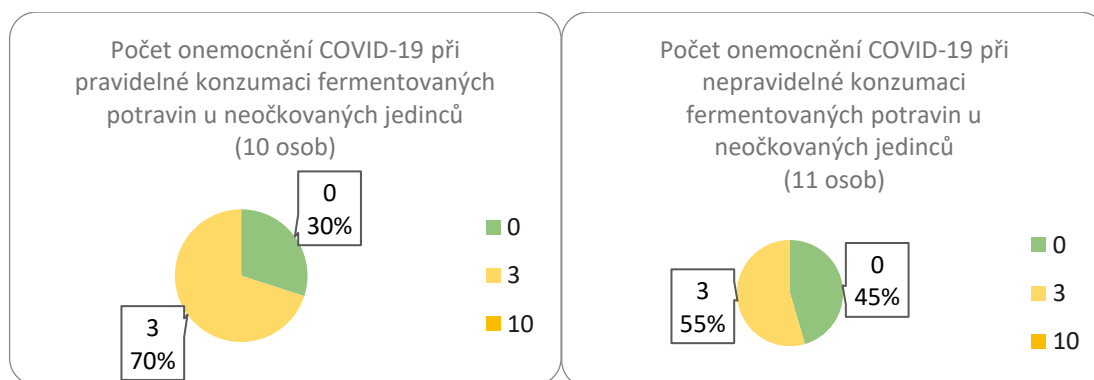 Počet onemocnění COVID-19 při
pravidelné konzumaci fermentovaných
potravin u neočkovaných jedinců
(10 osob)
0
30%
3
70%
0
3
10
Počet onemocnění COVID-19 při
nepravidelné konzumaci
fermentovaných potravin u
neočkovaných jedinců
(11 osob)
0
45%
3
55%
0
3
10